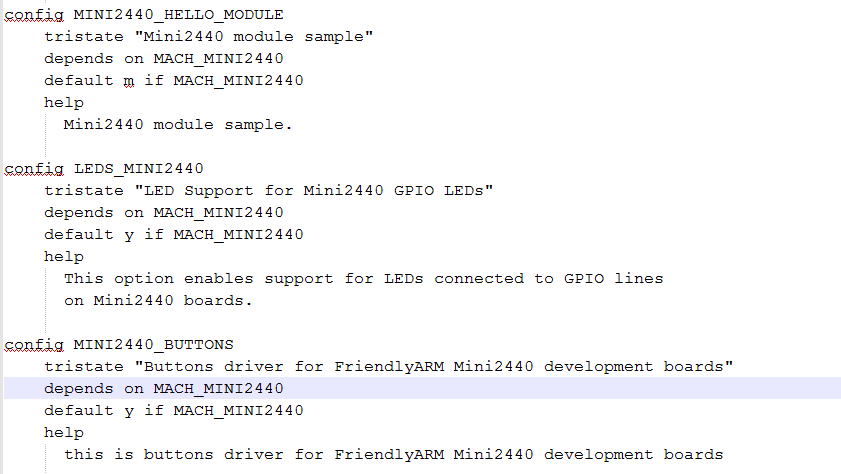 config MINI2440_HELLO_MODULE
tristate "Mini2440 module sample"
depends on MACH_MINI2440
default m if MACH_MINI2440
help
Mini2440 module sample.
config LEDS_MINI2440
tristate "LED Support for Mini2440 GPIO LEDs"
depends on MACH_MINI2440
default y if MACH_MINI2440
help
This option enables support for LEDs connected to GPIO lines
on Mini2440 boards.
config MINI2440_BUTTONS
tristate "Buttons driver for FriendlyARM Mini2440 development boards"
depends on MACH_MINI2440
default y if MACH_MINI2440
help
this is buttons driver for FriendlyARM Mini2440 development boards